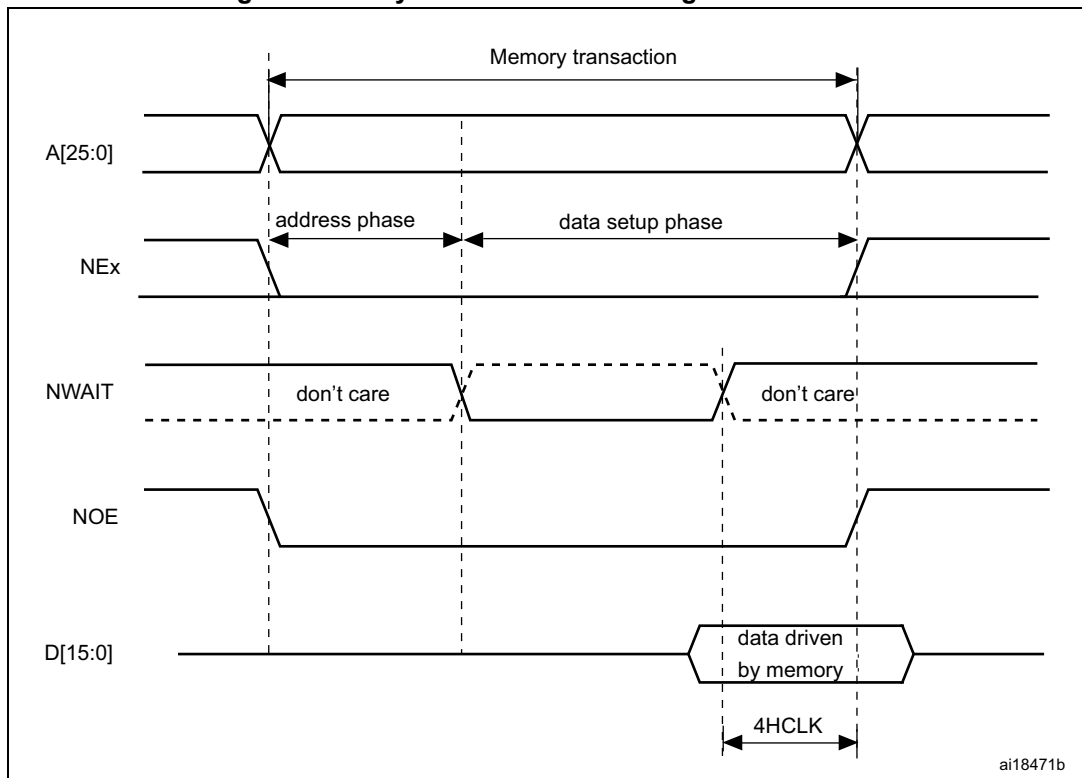 Memory transaction
A[25:0]
address phase
data setup phase
NEx
NWAIT
don't care
don't care
NOE
D[15:0]
data driven
by memory
4HCLK
ai18471b